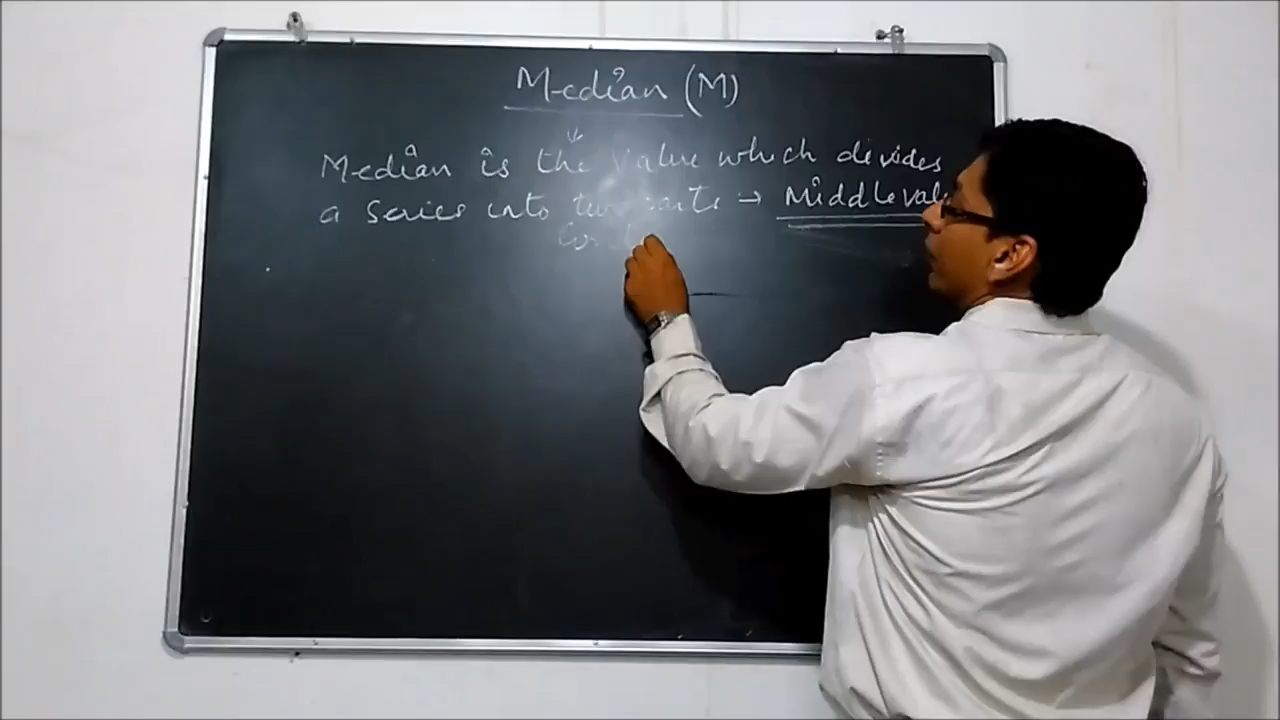 Median (M)
Median is the value which divides
a series into two parts → Middle val